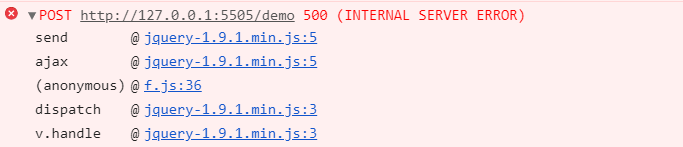 ▼POST http://127.0.0.1:5505/demo 500 (INTERNAL SERVER ERROR)
send @ jquery-1.9.1.min.js:5
ajax @ jquery-1.9.1.min.js:5
(anonymous) @ f.js:36
dispatch @ jquery-1.9.1.min.js:3
v.handle @ jquery-1.9.1.min.js:3